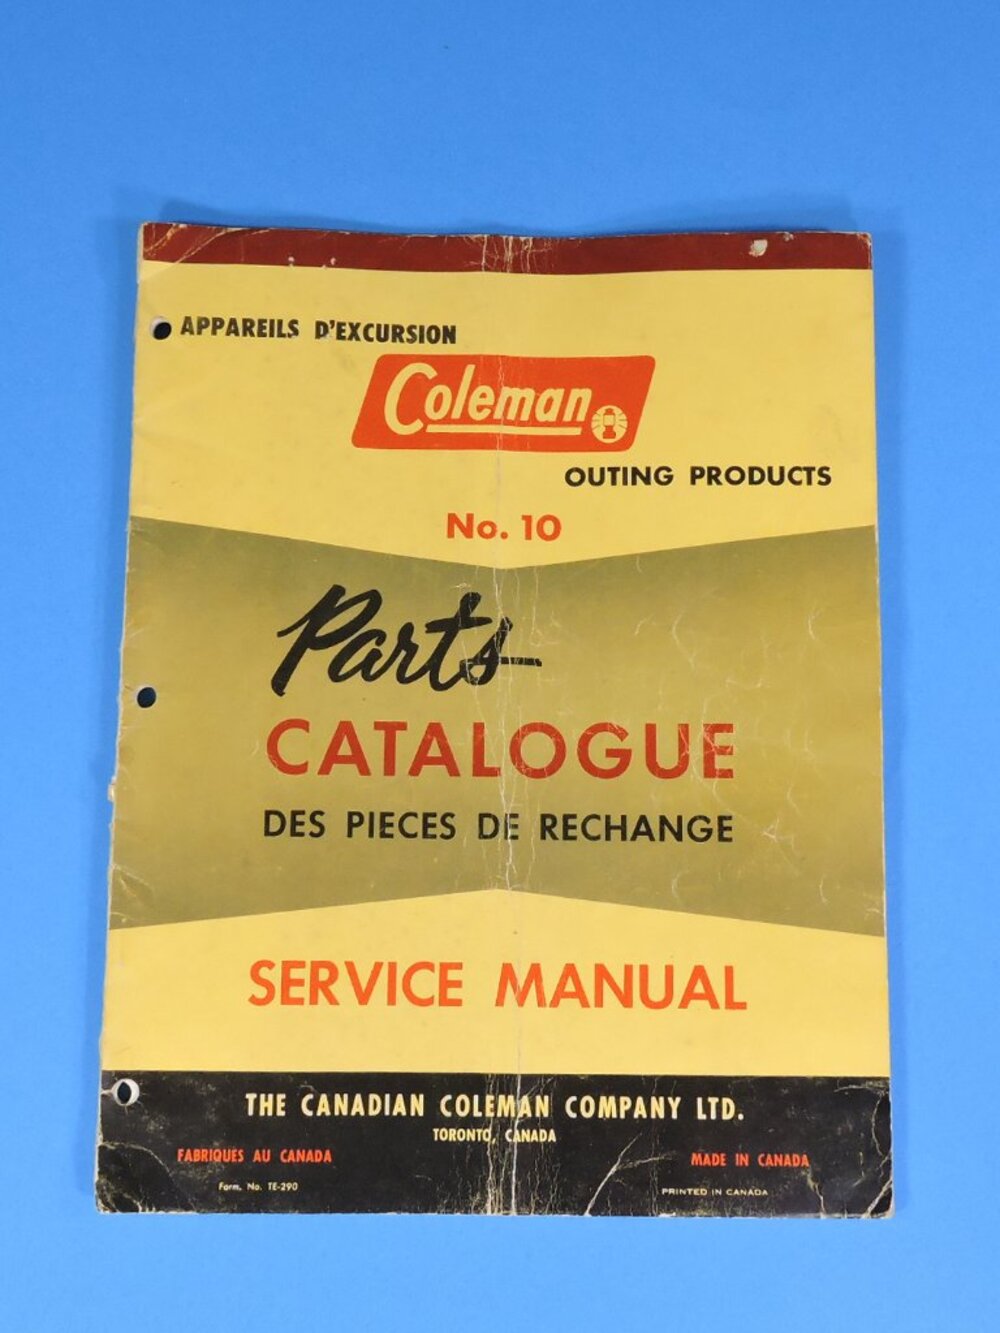 APPAREILS D'EXCURSION
Coleman
OUTING PRODUCTS
No. 10
Parts
CATALOGUE
DES PIECES DE RECHANGE
SERVICE MANUAL
THE CANADIAN COLEMAN COMPANY LTD.
TORONTO, CANADA
FABRIQUES AU CANADA
MADE IN CANADA
Form. No. TE-290
PRINTED IN CANADA